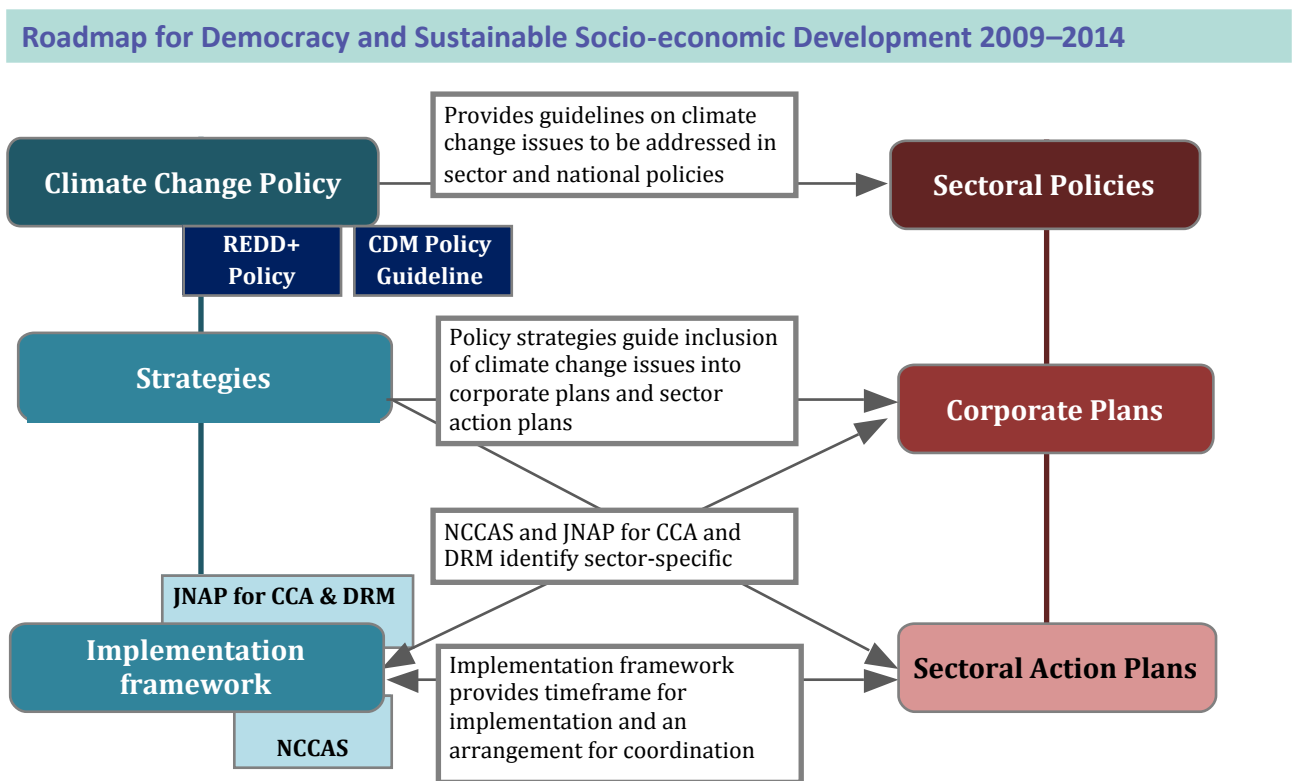 Roadmap for Democracy and Sustainable Socio-economic Development 2009–2014
Climate Change Policy
Provides guidelines on climate
change issues to be addressed in
sector and national policies
Sectoral Policies
REDD+
Policy
CDM Policy
Guideline
Strategies
Policy strategies guide inclusion
of climate change issues into
corporate plans and sector
action plans
Corporate Plans
NCCAS and JNAP for CCA and
DRM identify sector-specific
JNAP for CCA & DRM
Implementation
framework
Implementation framework
provides timeframe for
implementation and an
arrangement for coordination
Sectoral Action Plans
NCCAS